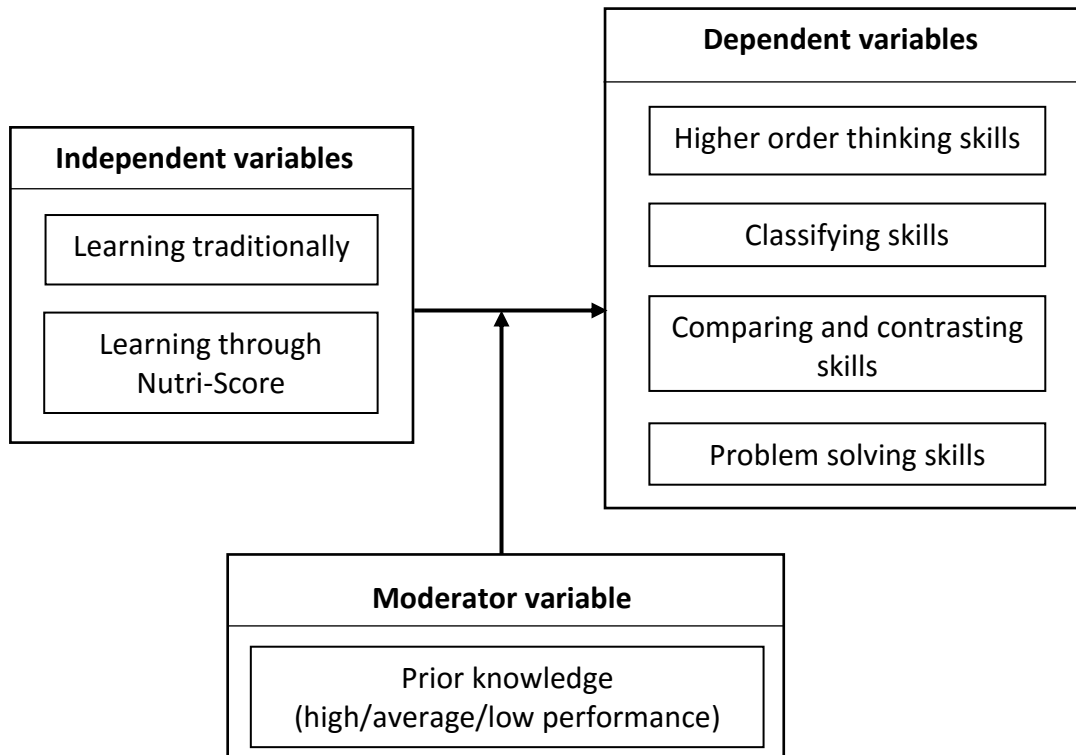 Dependent variables
Higher order thinking skills
Classifying skills
Comparing and contrasting
skills
Problem solving skills
Independent variables
Learning traditionally
Learning through
Nutri-Score
Moderator variable
Prior knowledge
(high/average/low performance)